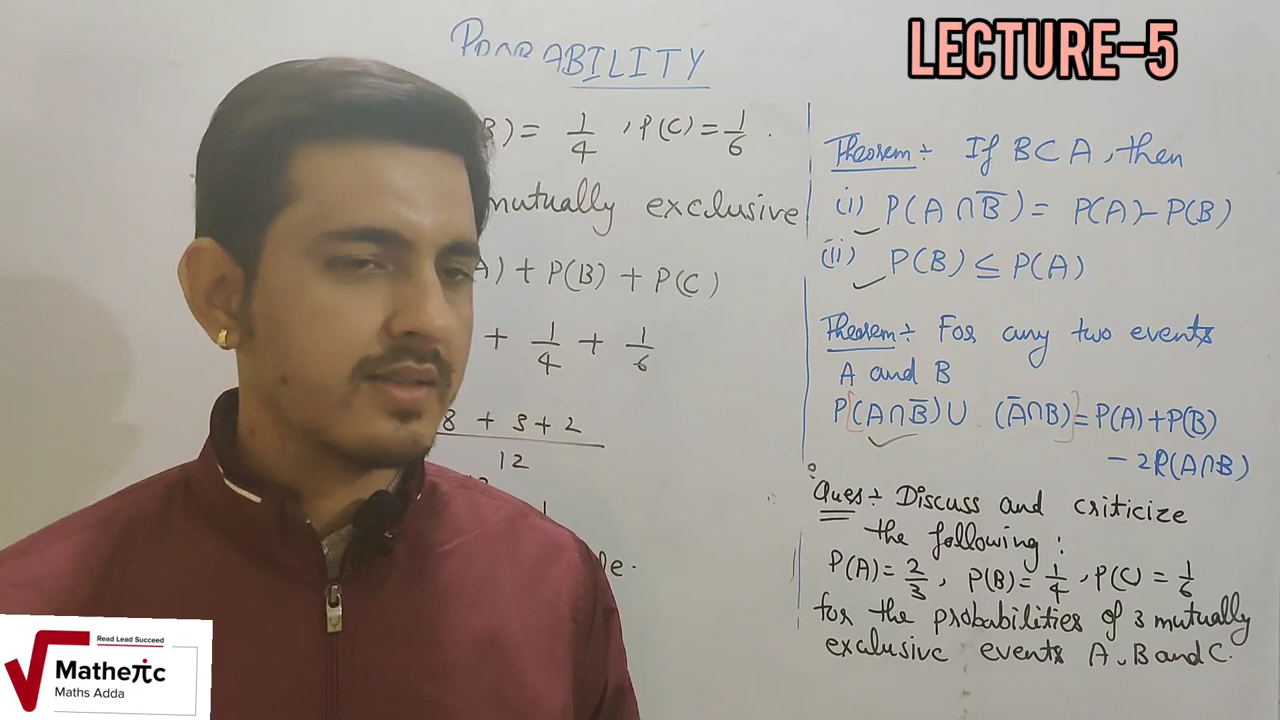 PROBABILITY
LECTURE-5
B) = 1/4 , P(C) = 1/6 .
mutually exclusive
A) + P(B) + P(C)
+ 1/4 + 1/6
8 + 3 + 2
12
Theorem :- If B ⊂ A, then
(i) P(A ∩ B̅) = P(A) - P(B)
(ii) P(B) ≤ P(A)
Theorem :- For any two events
A and B
P[(A∩B̅) ∪ (A̅∩B)] = P(A) + P(B)
- 2P(A∩B)
Ques :- Discuss and criticize
the following :
P(A) = 2/3 , P(B) = 1/4 , P(C) = 1/6
for the probabilities of 3 mutually
exclusive events A, B and C.
Read Lead Succeed
Matheπc
Maths Adda